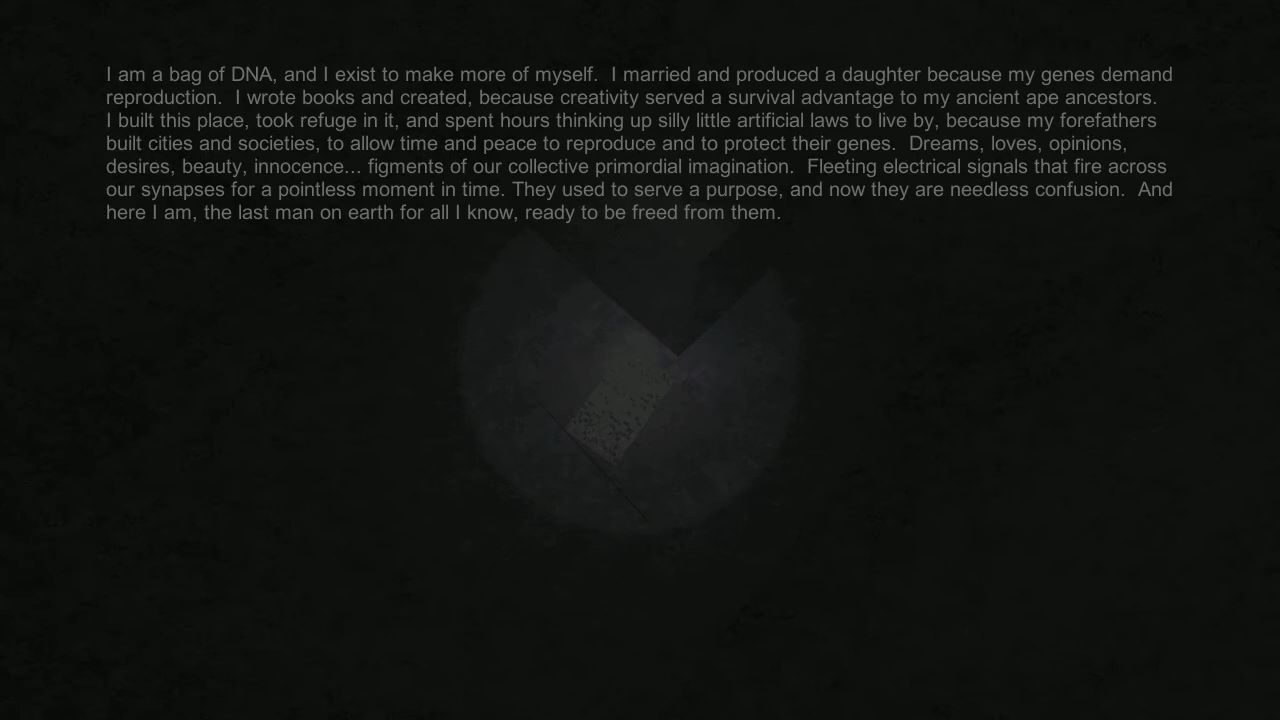 I am a bag of DNA, and I exist to make more of myself.  I married and produced a daughter because my genes demand
reproduction.  I wrote books and created, because creativity served a survival advantage to my ancient ape ancestors.
I built this place, took refuge in it, and spent hours thinking up silly little artificial laws to live by, because my forefathers
built cities and societies, to allow time and peace to reproduce and to protect their genes.  Dreams, loves, opinions,
desires, beauty, innocence... figments of our collective primordial imagination.  Fleeting electrical signals that fire across
our synapses for a pointless moment in time. They used to serve a purpose, and now they are needless confusion.  And
here I am, the last man on earth for all I know, ready to be freed from them.